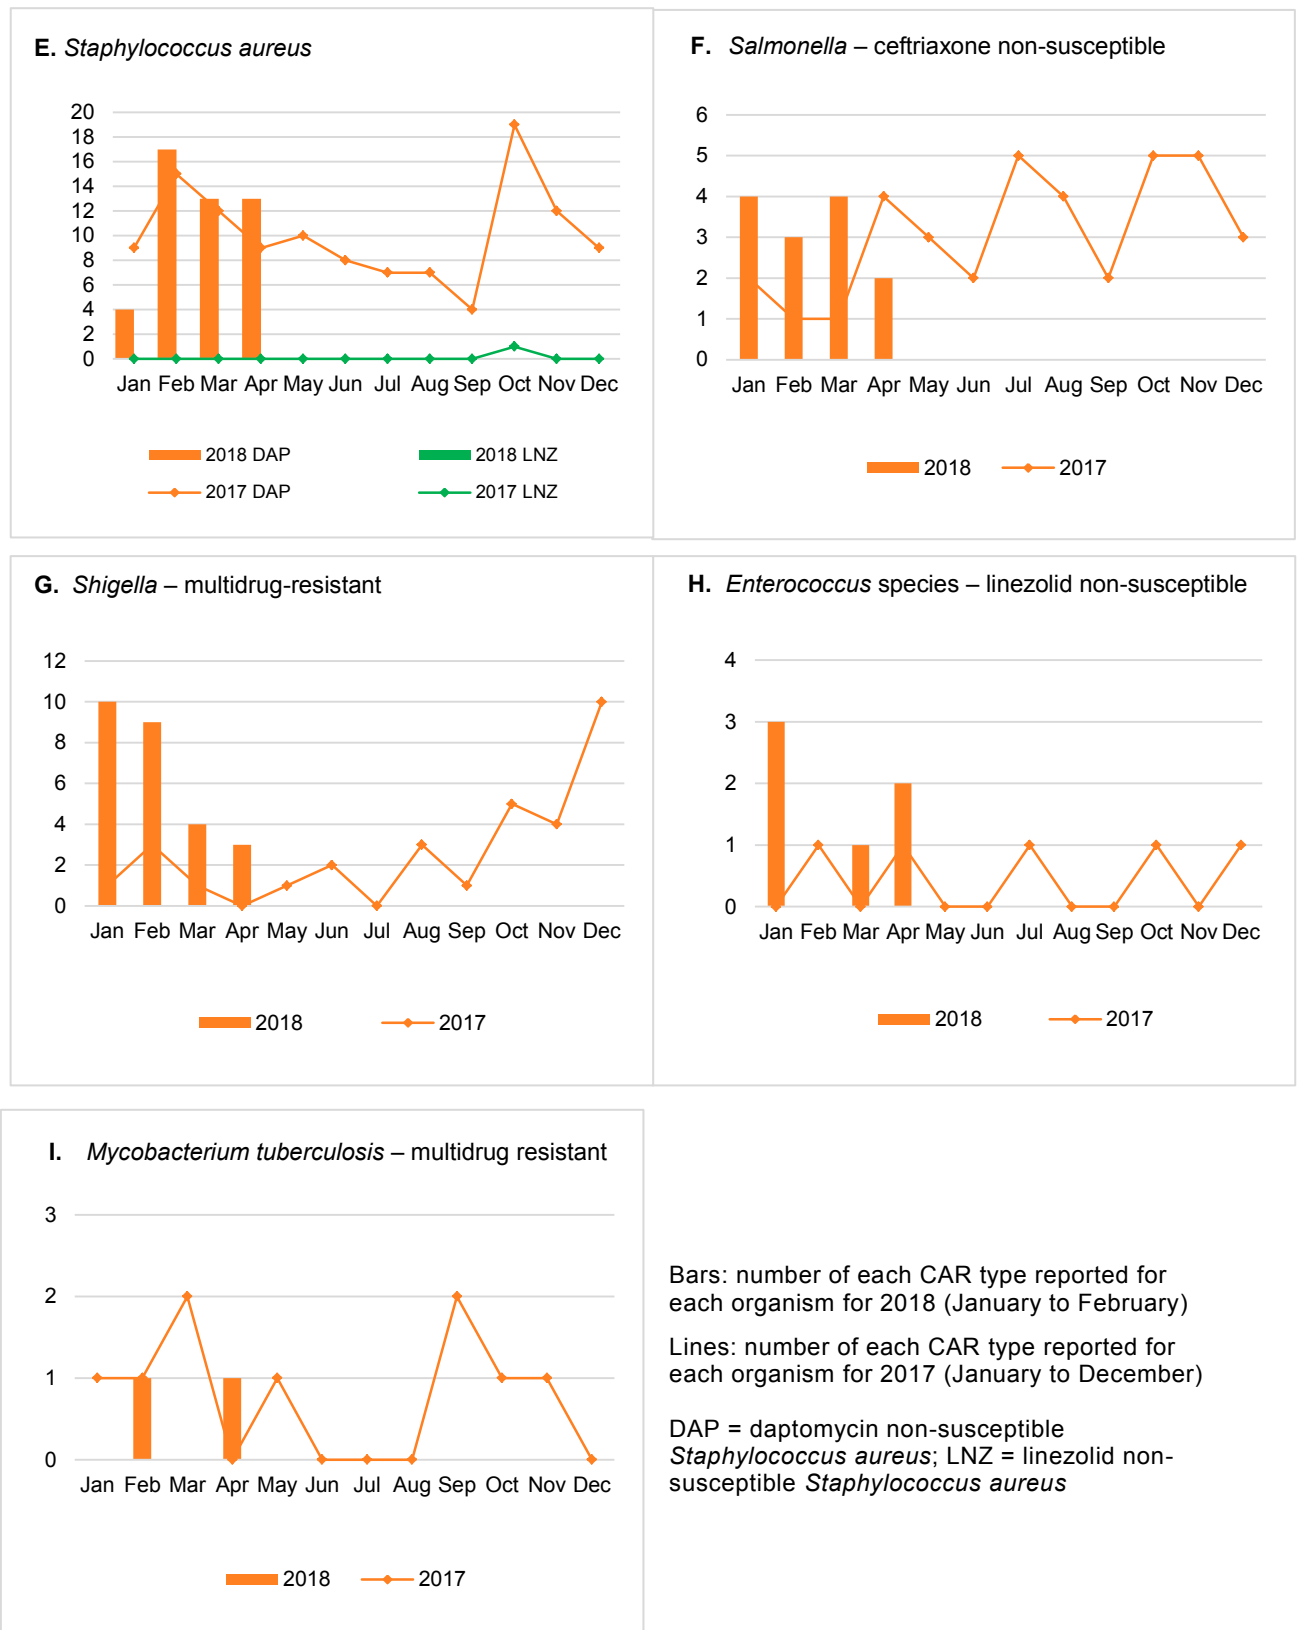 E. Staphylococcus aureus
20
18
16
14
12
10
8
6
4
2
0
Jan Feb Mar Apr May Jun Jul Aug Sep Oct Nov Dec
2018 DAP 2018 LNZ
2017 DAP 2017 LNZ
F. Salmonella – ceftriaxone non-susceptible
6
5
4
3
2
1
0
Jan Feb Mar Apr May Jun Jul Aug Sep Oct Nov Dec
2018 2017
G. Shigella – multidrug-resistant
12
10
8
6
4
2
0
Jan Feb Mar Apr May Jun Jul Aug Sep Oct Nov Dec
2018 2017
H. Enterococcus species – linezolid non-susceptible
4
3
2
1
0
Jan Feb Mar Apr May Jun Jul Aug Sep Oct Nov Dec
2018 2017
I. Mycobacterium tuberculosis – multidrug resistant
3
2
1
0
Jan Feb Mar Apr May Jun Jul Aug Sep Oct Nov Dec
2018 2017
Bars: number of each CAR type reported for
each organism for 2018 (January to February)
Lines: number of each CAR type reported for
each organism for 2017 (January to December)
DAP = daptomycin non-susceptible
Staphylococcus aureus; LNZ = linezolid non-
susceptible Staphylococcus aureus